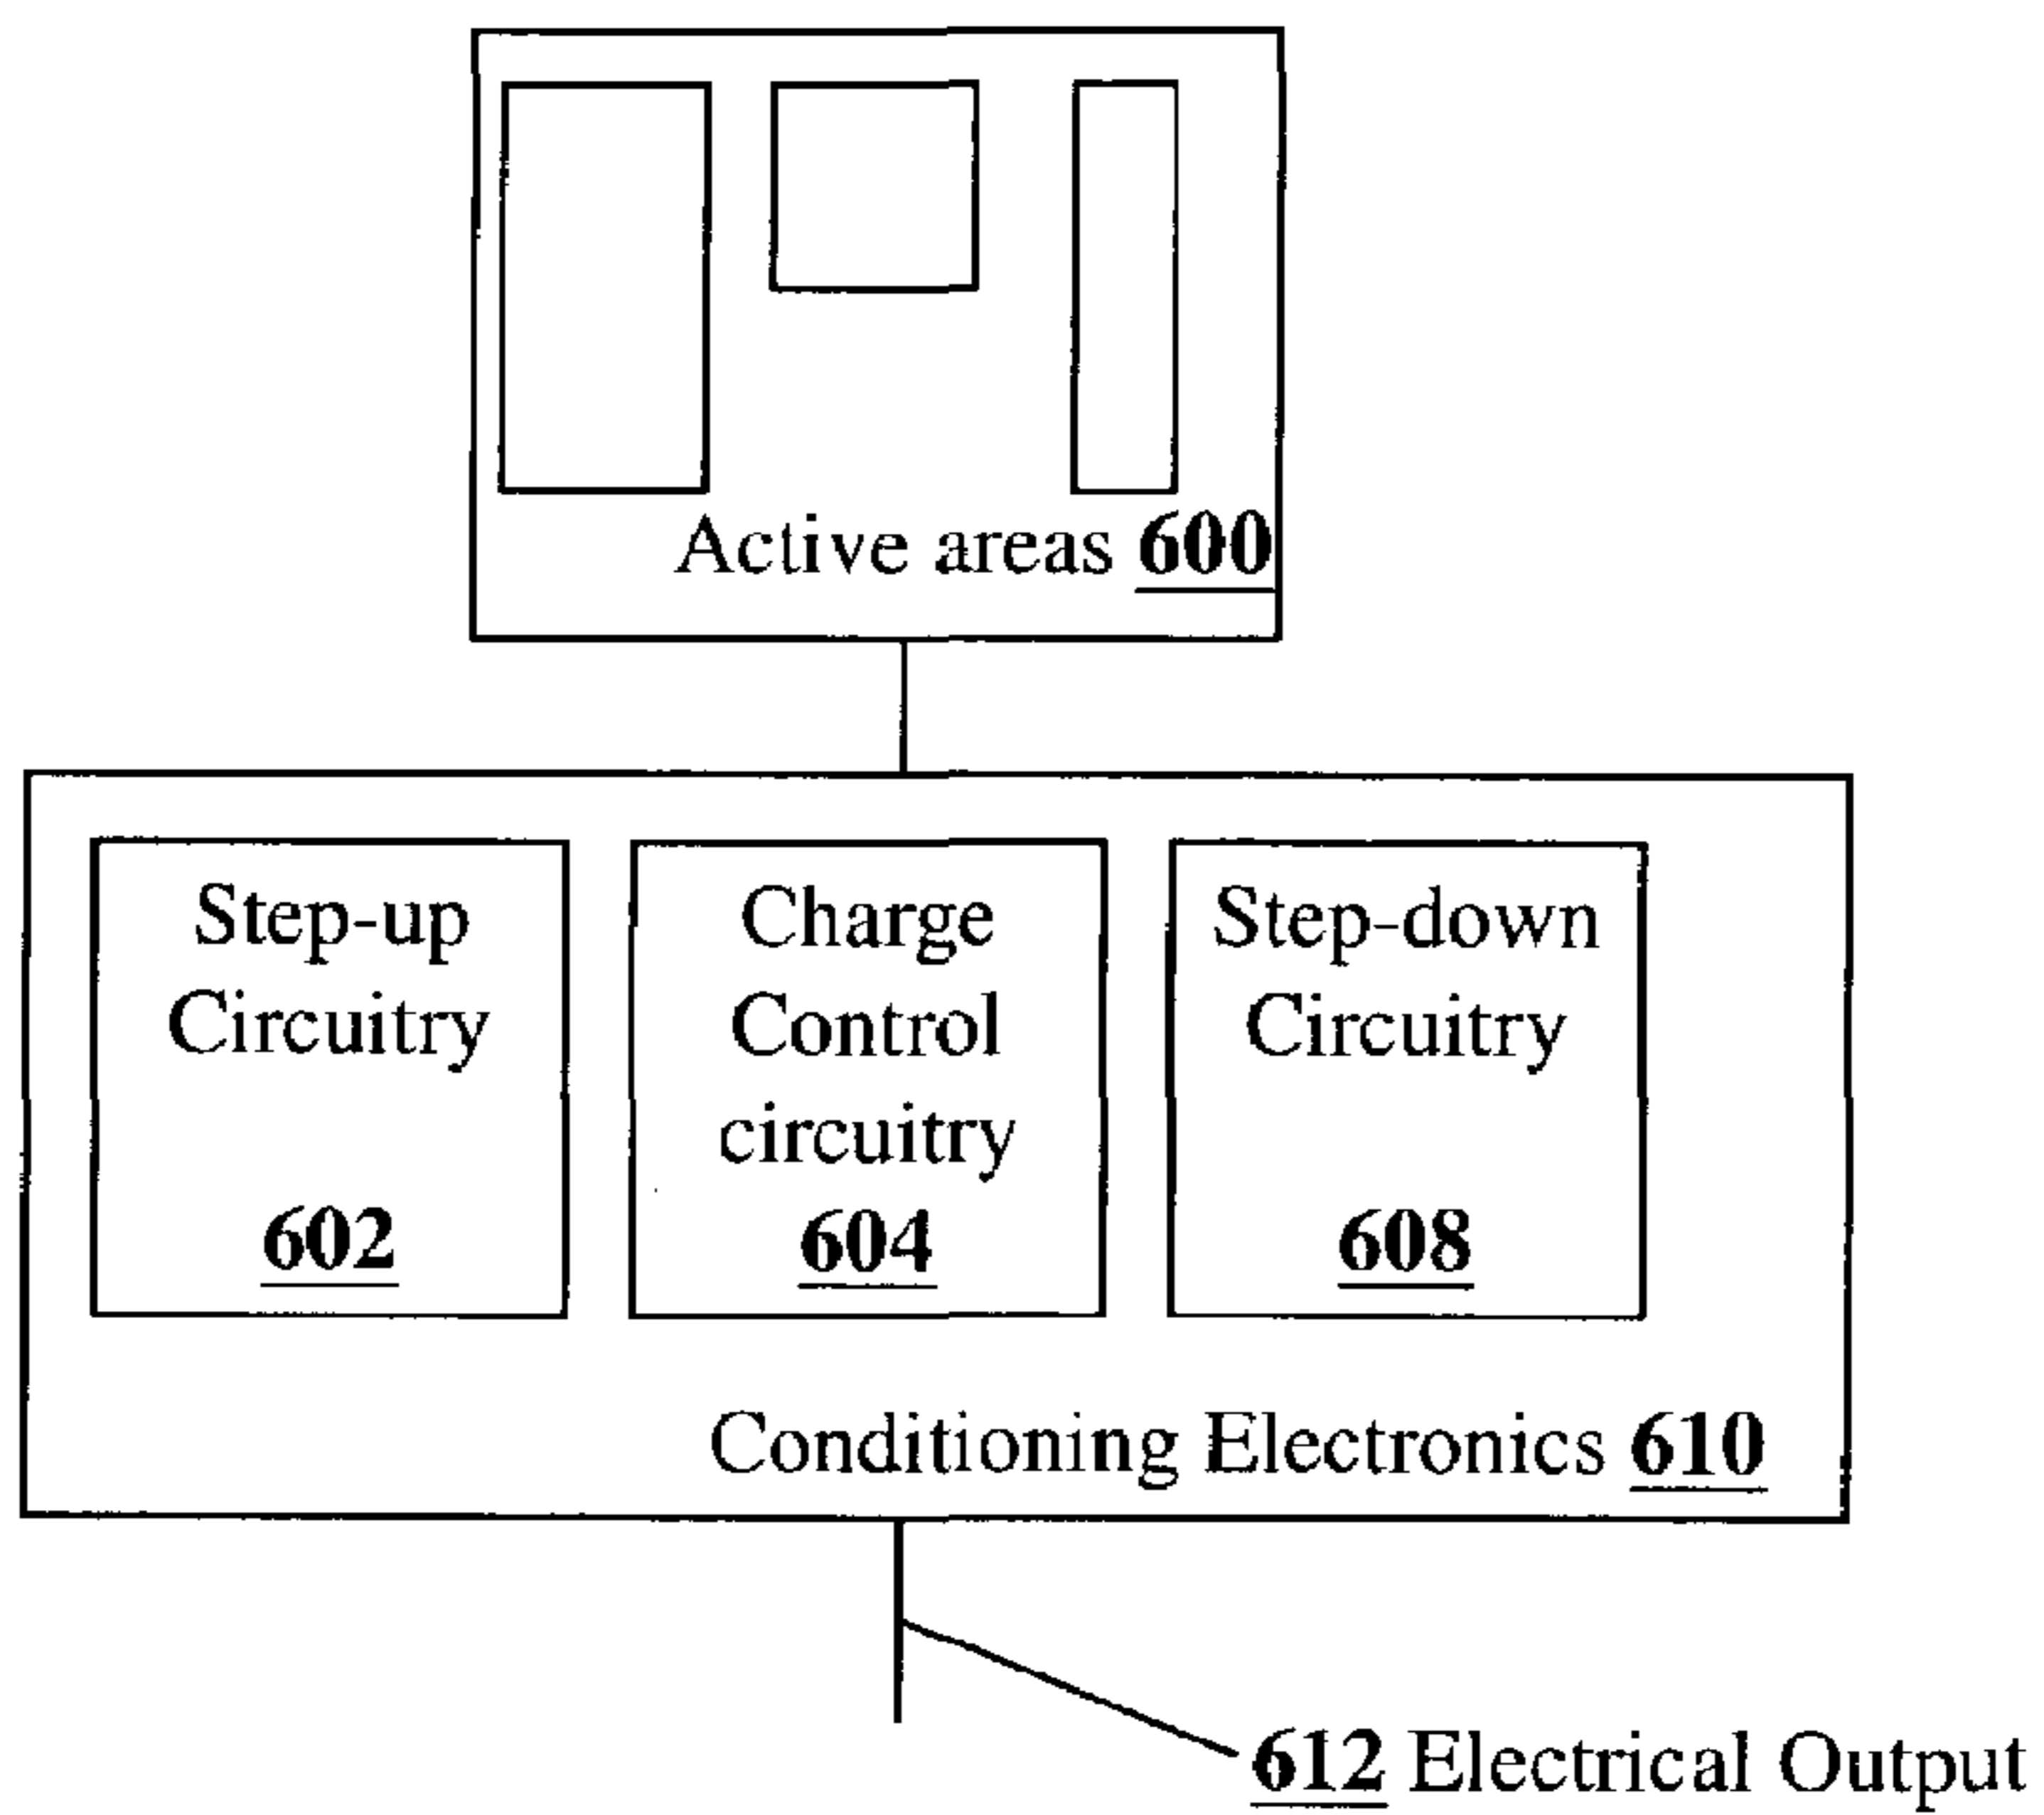 Active areas 600
Step-up
Circuitry
602
Charge
Control
circuitry
604
Step-down
Circuitry
608
Conditioning Electronics 610
612 Electrical Output